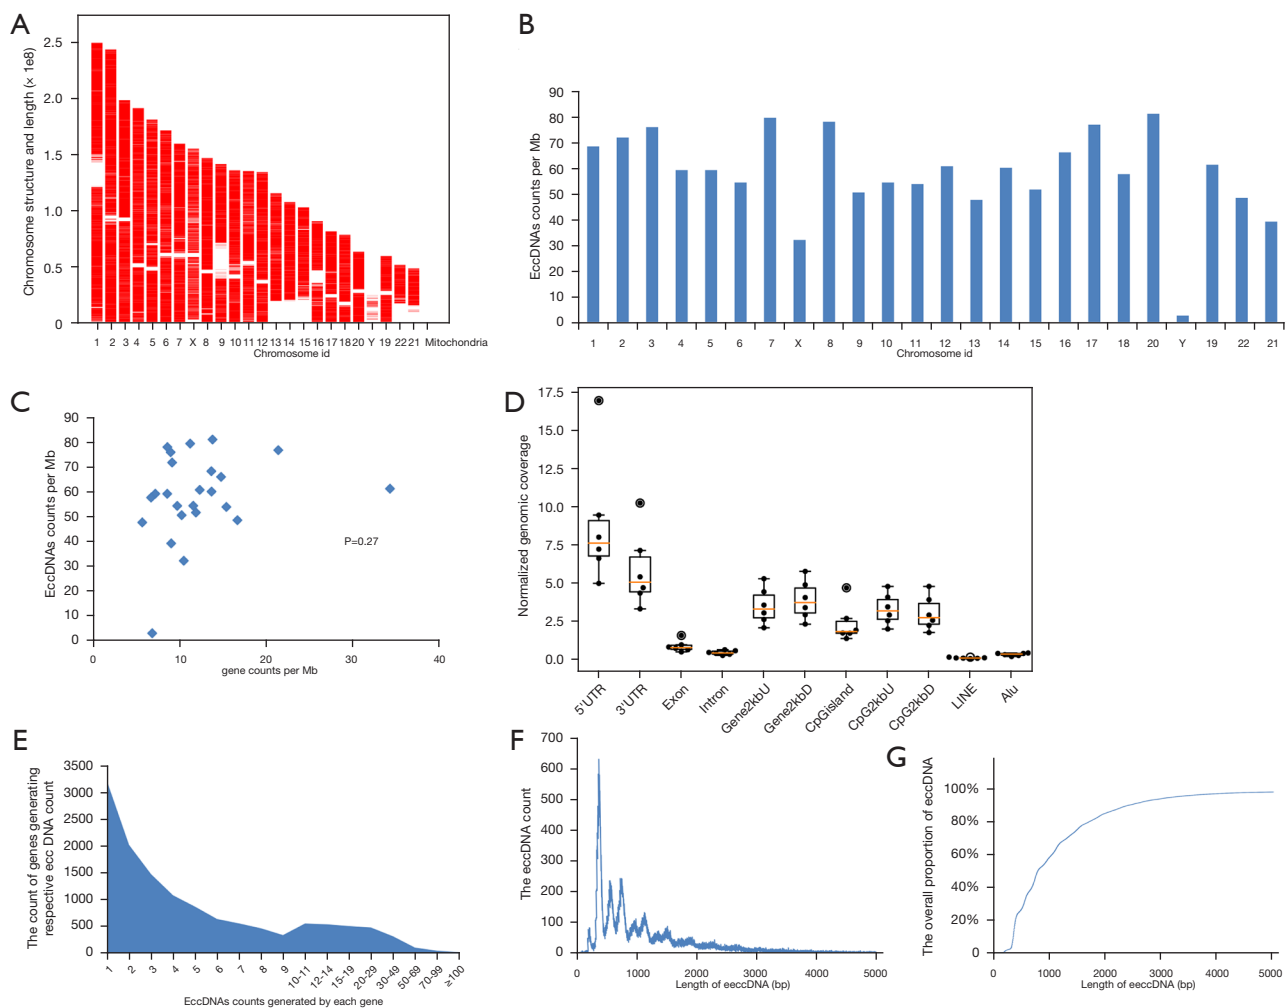 A
Chromosome structure and length (× 1e8)
2.5
2.0
1.5
1.0
0.5
0
1 2 3 4 5 6 7 X 8 9 10 11 12 13 14 15 16 17 18 20 Y 19 22 21 Mitochondria
Chromosome id
B
EccDNAs counts per Mb
90
80
70
60
50
40
30
20
10
0
1 2 3 4 5 6 7 X 8 9 10 11 12 13 14 15 16 17 18 20 Y 19 22 21
Chromosome id
C
EccDNAs counts per Mb
90
80
70
60
50
40
30
20
10
0
P=0.27
0 10 20 30 40
gene counts per Mb
D
Normalized genomic coverage
17.5
15.0
12.5
10.0
7.5
5.0
2.5
0.0
5'UTR 3'UTR Exon Intron Gene2kbU Gene2kbD CpGisland CpG2kbU CpG2kbD LINE Alu
E
The count of genes generating
respective ecc DNA count
3500
3000
2500
2000
1500
1000
500
0
1 2 3 4 5 6 7 8 9 10-11 12-14 15-19 20-29 30-49 50-69 70-99 ≥100
EccDNAs counts generated by each gene
F
The eccDNA count
700
600
500
400
300
200
100
0
0 1000 2000 3000 4000 5000
Length of eeccDNA (bp)
G
The overall proportion of eccDNA
80%
60%
40%
20%
0
0 1000 2000 3000 4000 5000
Length of eeccDNA (bp)